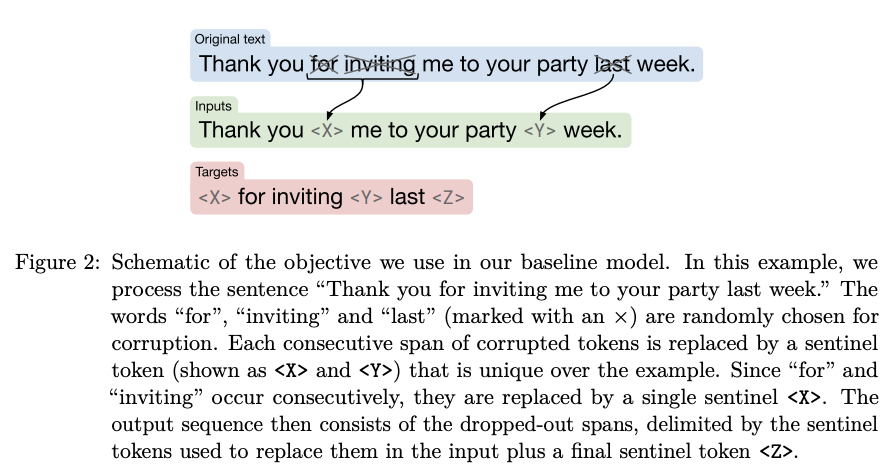 Original text
Thank you for inviting me to your party last week.
Inputs
Thank you <X> me to your party <Y> week.
Targets
<X> for inviting <Y> last <Z>
Figure 2: Schematic of the objective we use in our baseline model. In this example, we
process the sentence “Thank you for inviting me to your party last week.” The
words “for”, “inviting” and “last” (marked with an ×) are randomly chosen for
corruption. Each consecutive span of corrupted tokens is replaced by a sentinel
token (shown as <X> and <Y>) that is unique over the example. Since “for” and
“inviting” occur consecutively, they are replaced by a single sentinel <X>. The
output sequence then consists of the dropped-out spans, delimited by the sentinel
tokens used to replace them in the input plus a final sentinel token <Z>.